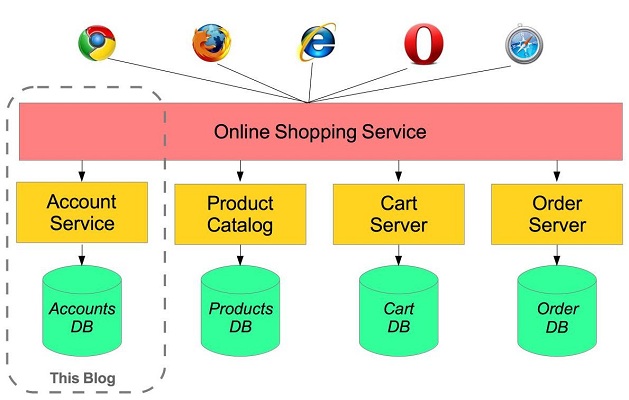 Online Shopping Service
Account
Service
Product
Catalog
Cart
Server
Order
Server
Accounts
DB
Products
DB
Cart
DB
Order
DB
This Blog